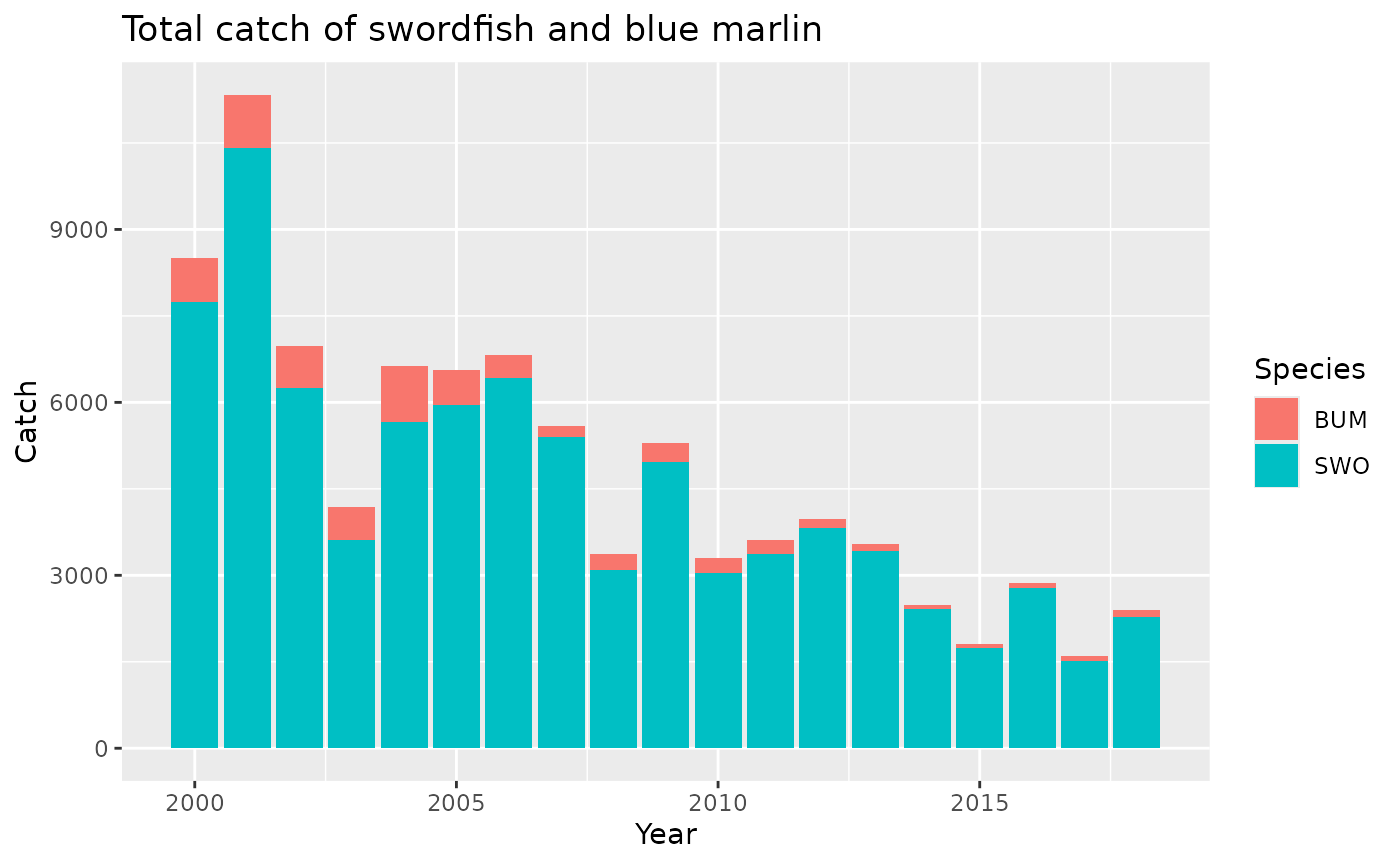 Total catch of swordfish and blue marlin
Catch
9000
6000
3000
0
2000 2005 2010 2015
Year
Species
BUM
SWO